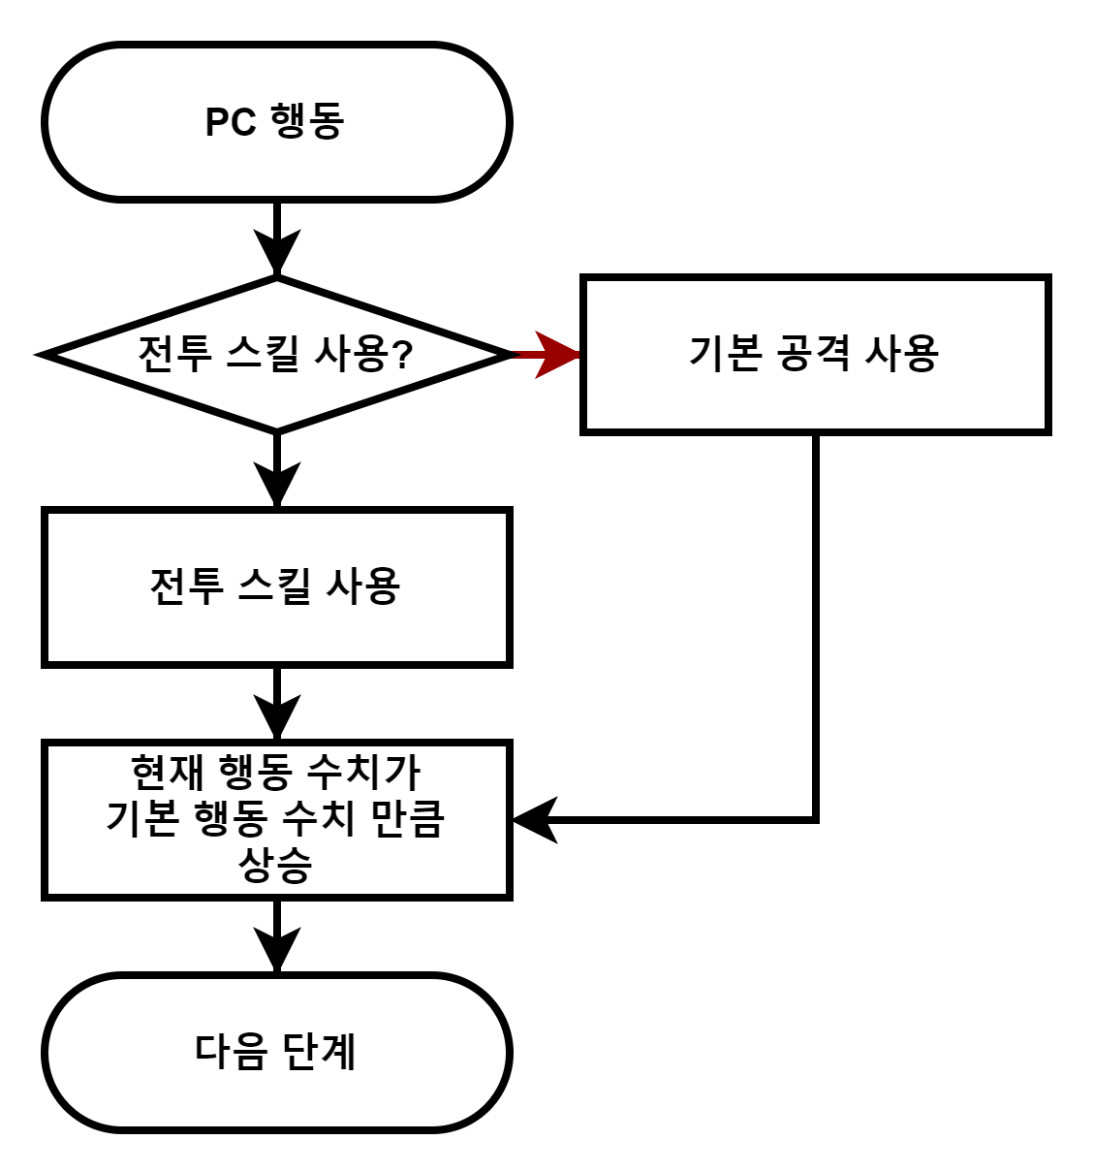 PC 행동
전투 스킬 사용?
기본 공격 사용
전투 스킬 사용
현재 행동 수치가
기본 행동 수치 만큼
상승
다음 단계